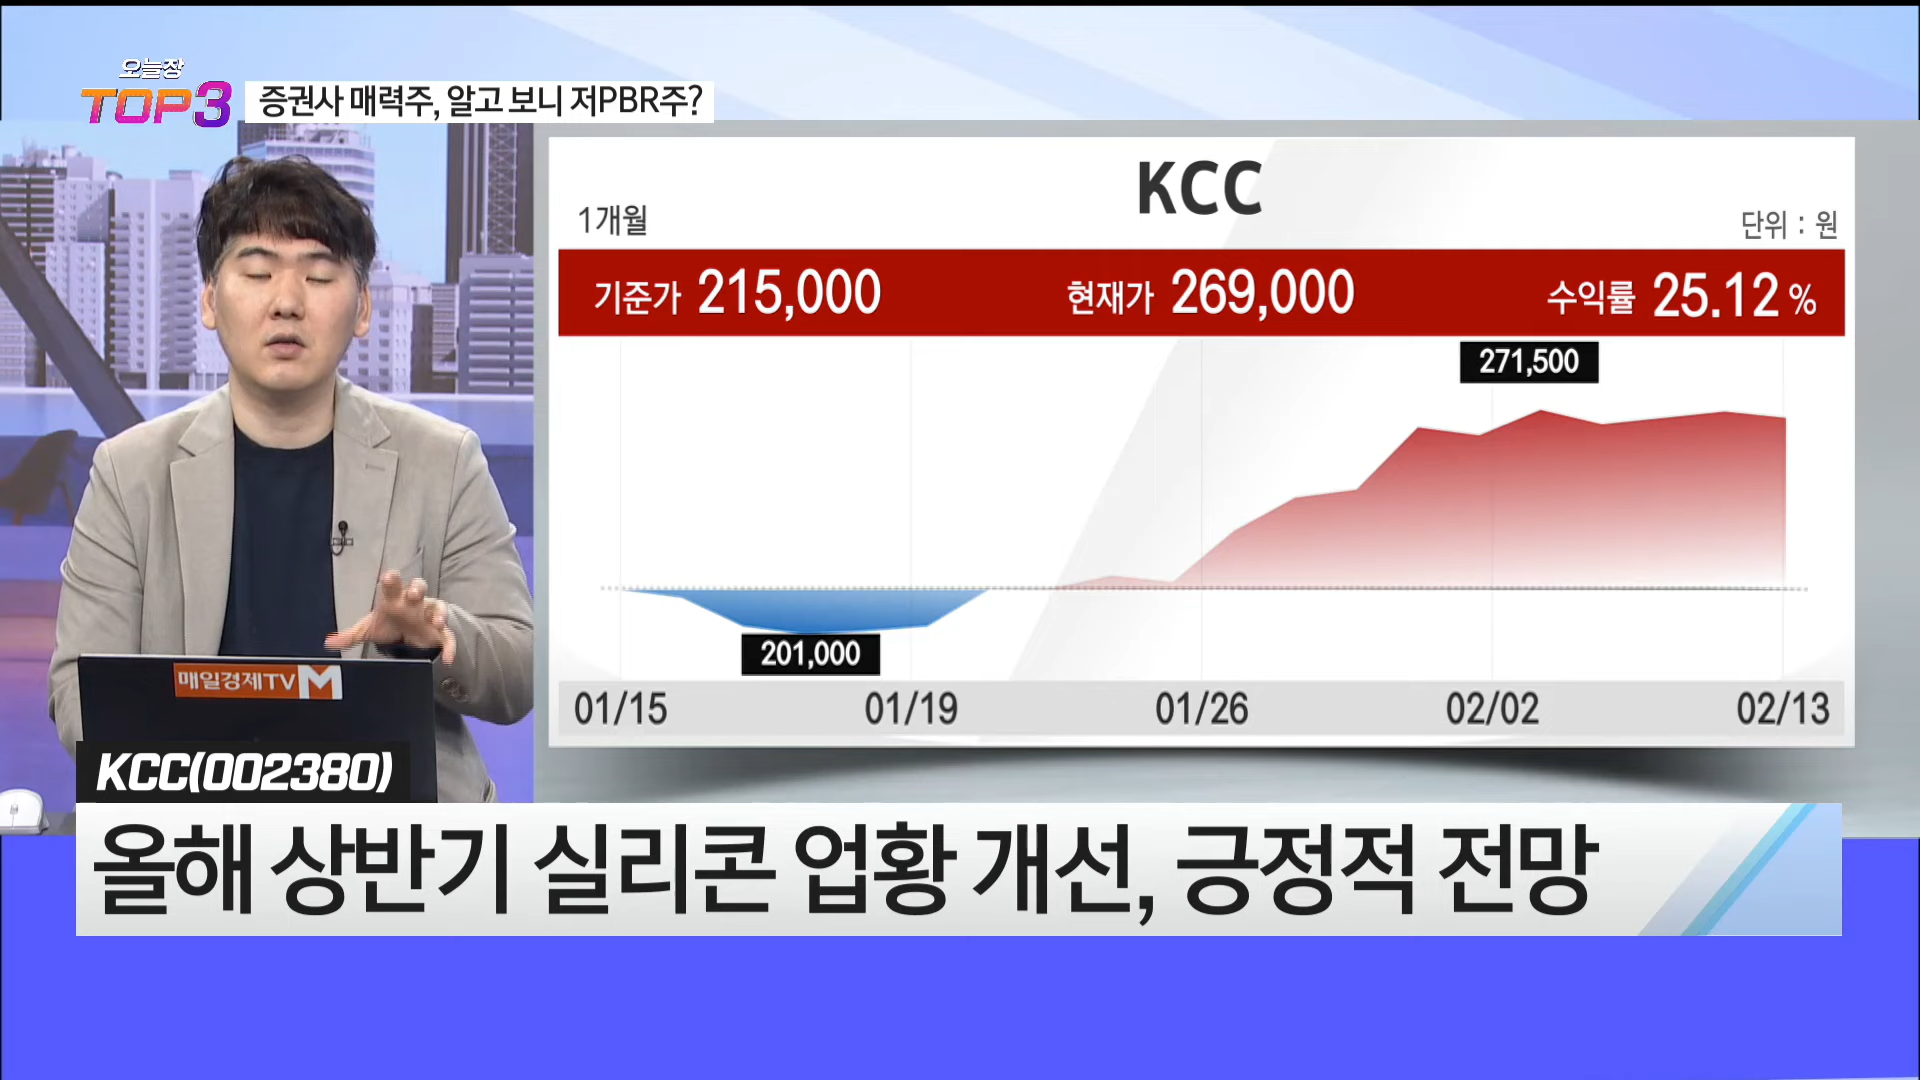 오늘장
TOP3
증권사 매력주, 알고 보니 저PBR주?
KCC
1개월
단위 : 원
기준가 215,000 현재가 269,000 수익률 25.12 %
271,500
201,000
01/15 01/19 01/26 02/02 02/13
매일경제TV M
KCC(002380)
올해 상반기 실리콘 업황 개선, 긍정적 전망